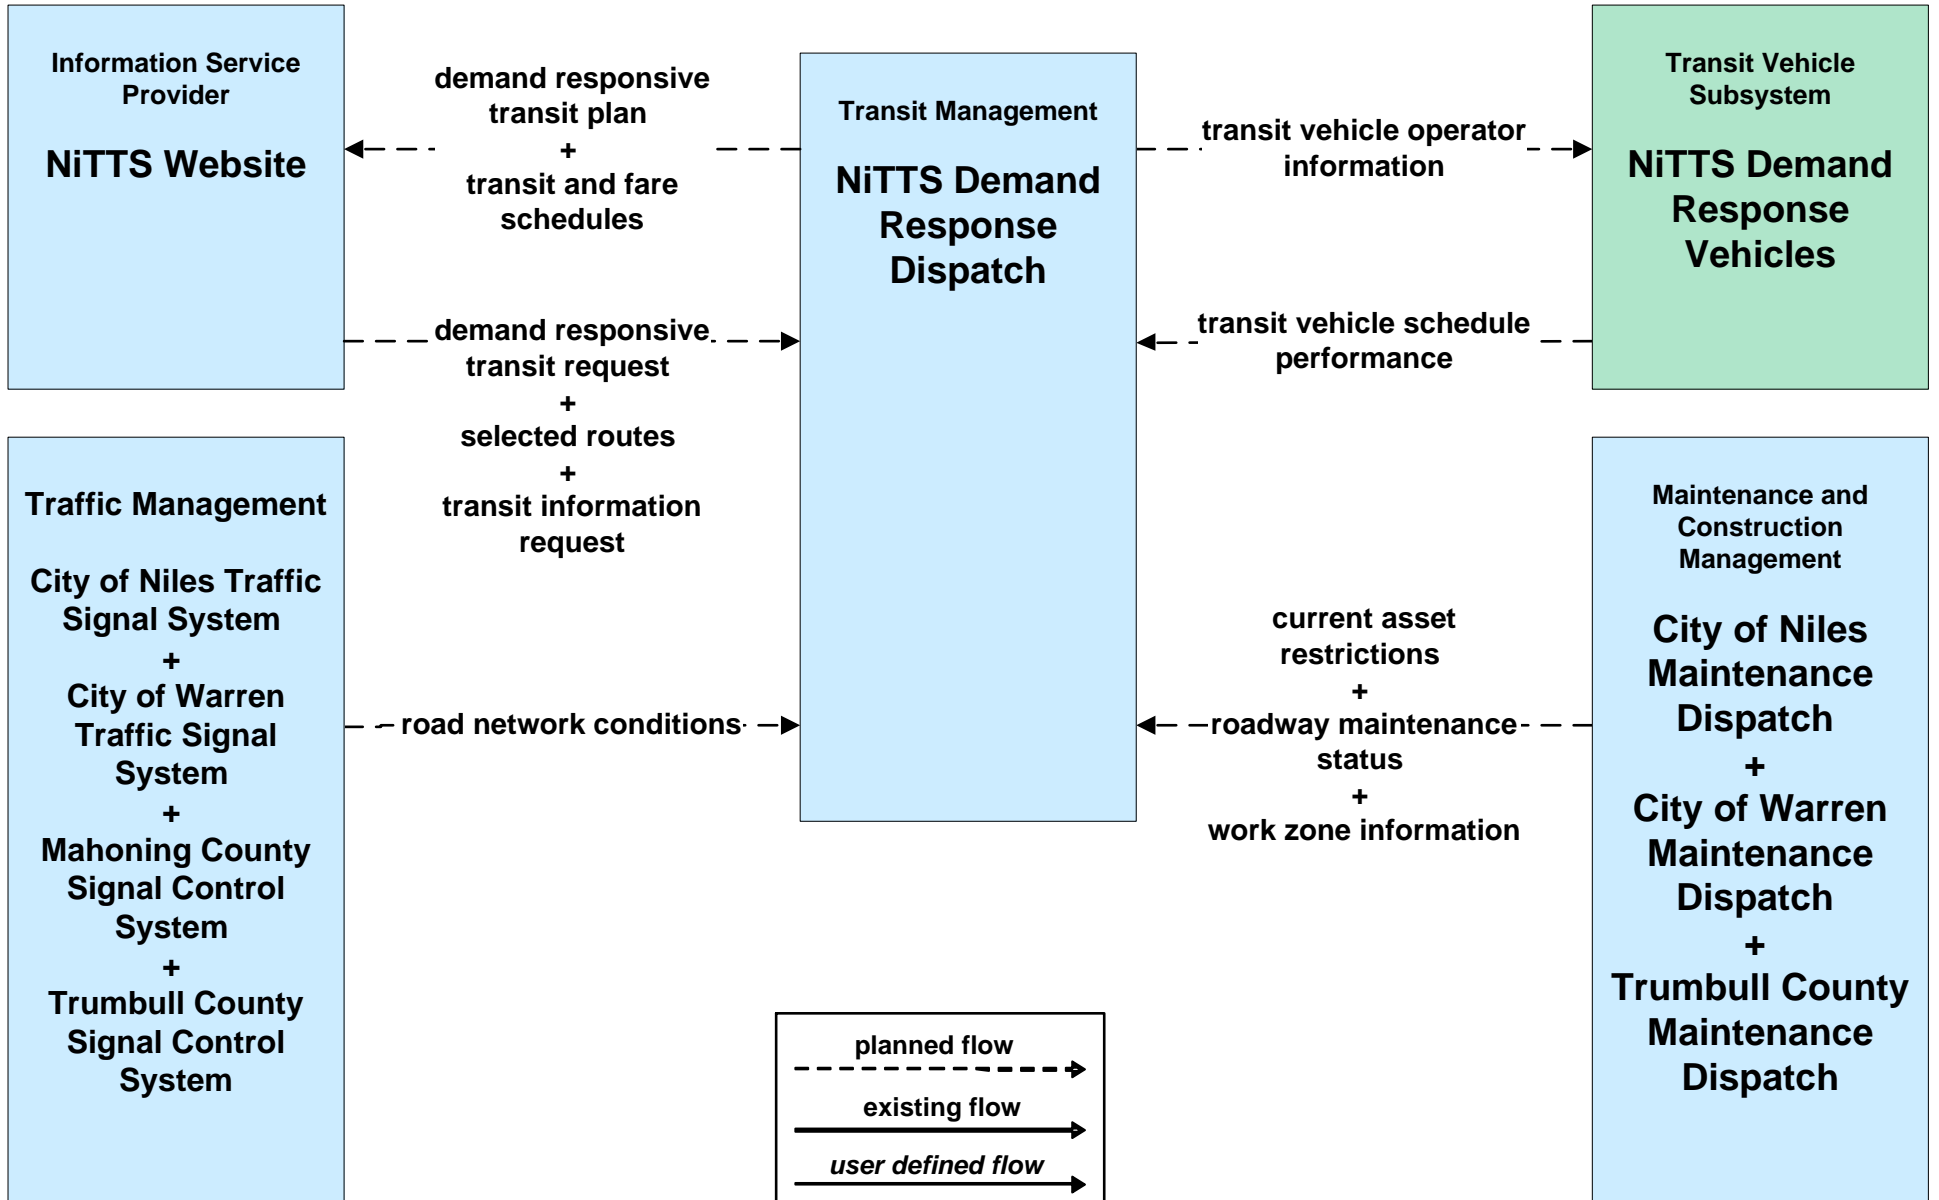 Information Service
Provider
NiTTS Website
demand responsive
transit plan
+
transit and fare
schedules
Transit Management
NiTTS Demand
Response
Dispatch
transit vehicle operator
information
Transit Vehicle
Subsystem
NiTTS Demand
Response
Vehicles
demand responsive
transit request
+
selected routes
+
transit information
request
transit vehicle schedule
performance
Traffic Management
City of Niles Traffic
Signal System
+
City of Warren
Traffic Signal
System
+
Mahoning County
Signal Control
System
+
Trumbull County
Signal Control
System
road network conditions
current asset
restrictions
+
roadway maintenance
status
+
work zone information
Maintenance and
Construction
Management
City of Niles
Maintenance
Dispatch
+
City of Warren
Maintenance
Dispatch
+
Trumbull County
Maintenance
Dispatch
planned flow
existing flow
user defined flow